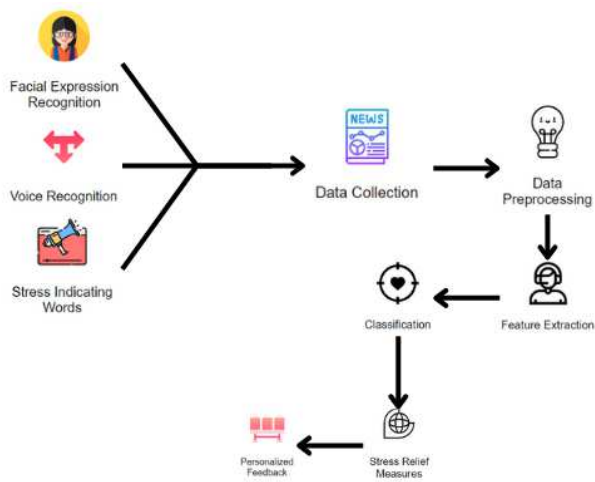 Facial Expression
Recognition
Voice Recognition
Stress Indicating
Words
NEWS
Data Collection
Data
Preprocessing
Feature Extraction
Classification
Stress Relief
Measures
Personalized
Feedback